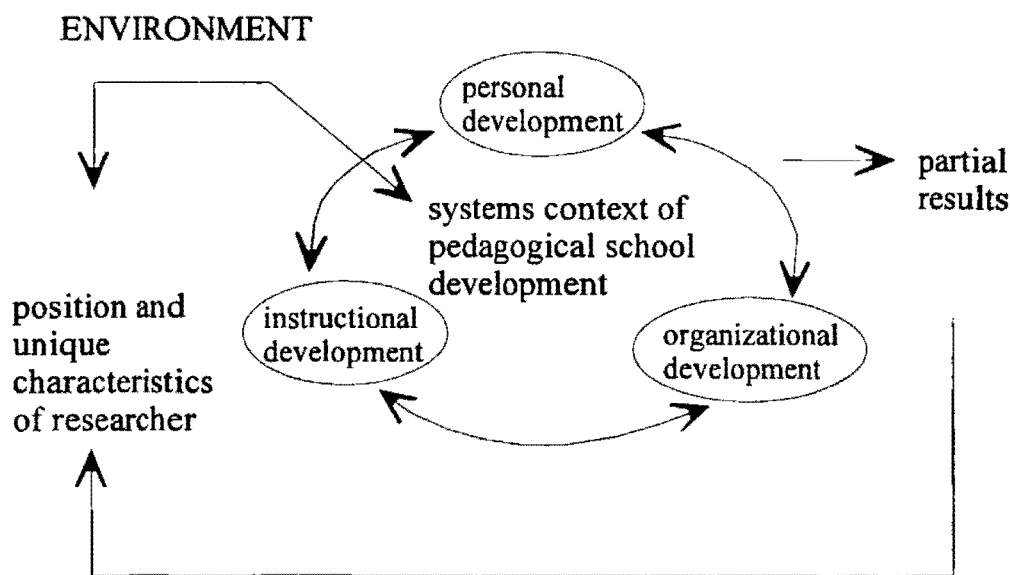 ENVIRONMENT
personal
development
partial
results
systems context of
pedagogical school
development
position and
unique
characteristics
of researcher
instructional
development
organizational
development